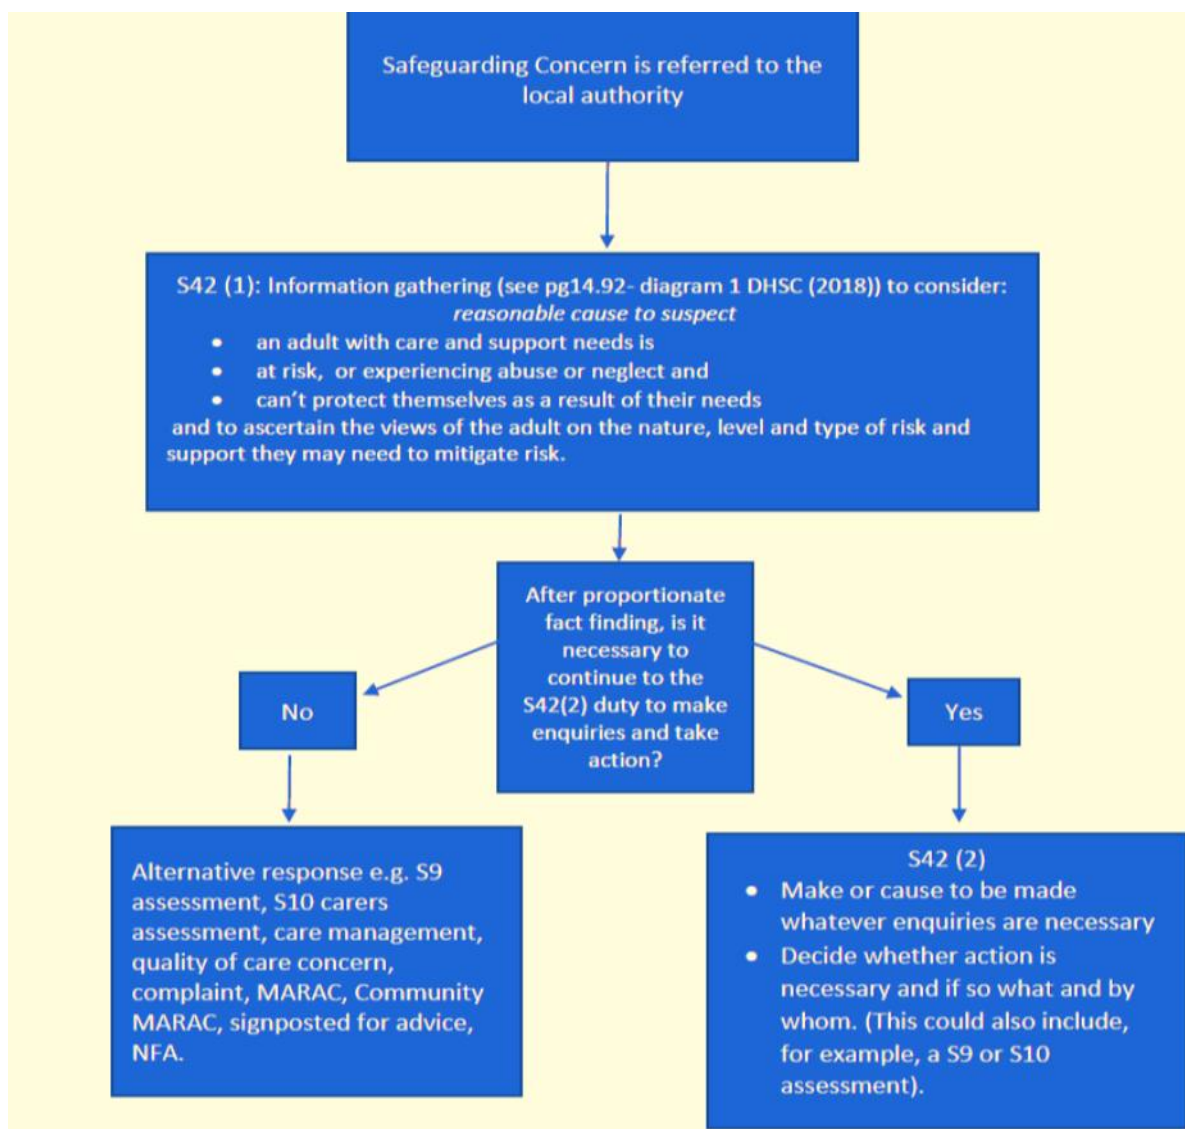 Safeguarding Concern is referred to the
local authority
S42 (1): Information gathering (see pg14.92- diagram 1 DHSC (2018)) to consider:
reasonable cause to suspect
• an adult with care and support needs is
• at risk, or experiencing abuse or neglect and
• can't protect themselves as a result of their needs
and to ascertain the views of the adult on the nature, level and type of risk and
support they may need to mitigate risk.
After proportionate
fact finding, is it
necessary to
continue to the
S42(2) duty to make
enquiries and take
action?
No
Yes
Alternative response e.g. S9
assessment, S10 carers
assessment, care management,
quality of care concern,
complaint, MARAC, Community
MARAC, signposted for advice,
NFA.
S42 (2)
• Make or cause to be made
whatever enquiries are necessary
• Decide whether action is
necessary and if so what and by
whom. (This could also include,
for example, a S9 or S10
assessment).